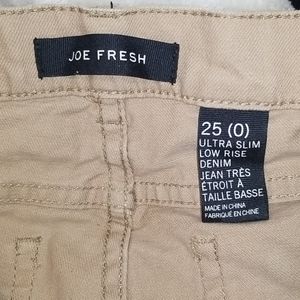 JOE FRESH
25 (0)
ULTRA SLIM
LOW RISE
DENIM
JEAN TRÈS
ÉTROIT À
TAILLE BASSE
MADE IN CHINA
FABRIQUÉ EN CHINE